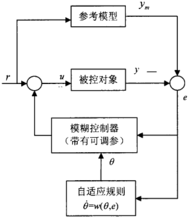 参考模型
yₘ
r
u
被控对象
y
e
模糊控制器
(带有可调参)
θ
自适应规则
θ̇=w(θ,e)